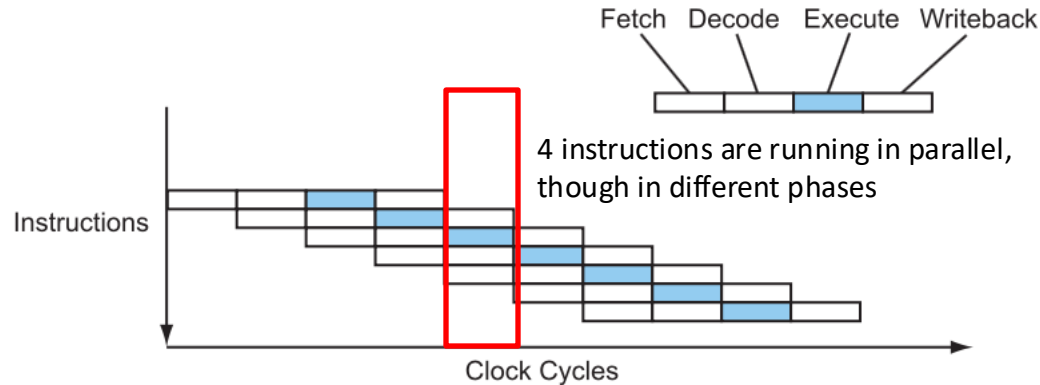 Fetch Decode Execute Writeback
4 instructions are running in parallel,
though in different phases
Instructions
Clock Cycles